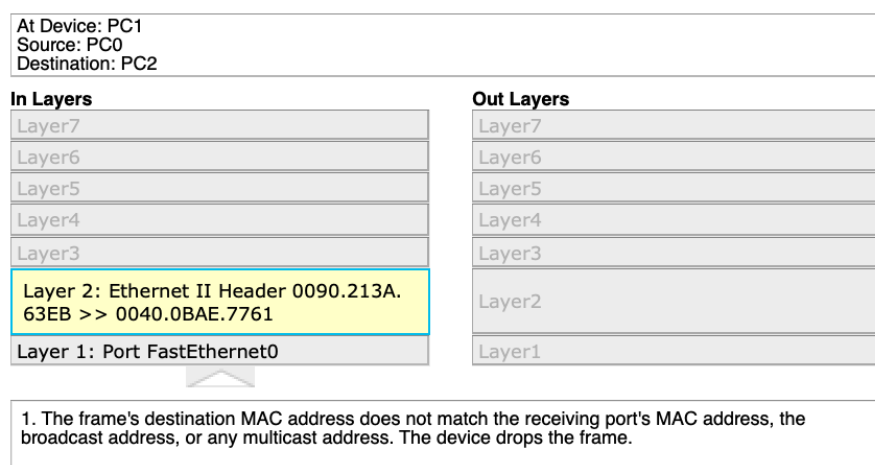 At Device: PC1
Source: PC0
Destination: PC2
In Layers
Layer7
Layer6
Layer5
Layer4
Layer3
Layer 2: Ethernet II Header 0090.213A.
63EB >> 0040.0BAE.7761
Layer 1: Port FastEthernet0
Out Layers
Layer7
Layer6
Layer5
Layer4
Layer3
Layer2
Layer1
1. The frame's destination MAC address does not match the receiving port's MAC address, the
broadcast address, or any multicast address. The device drops the frame.